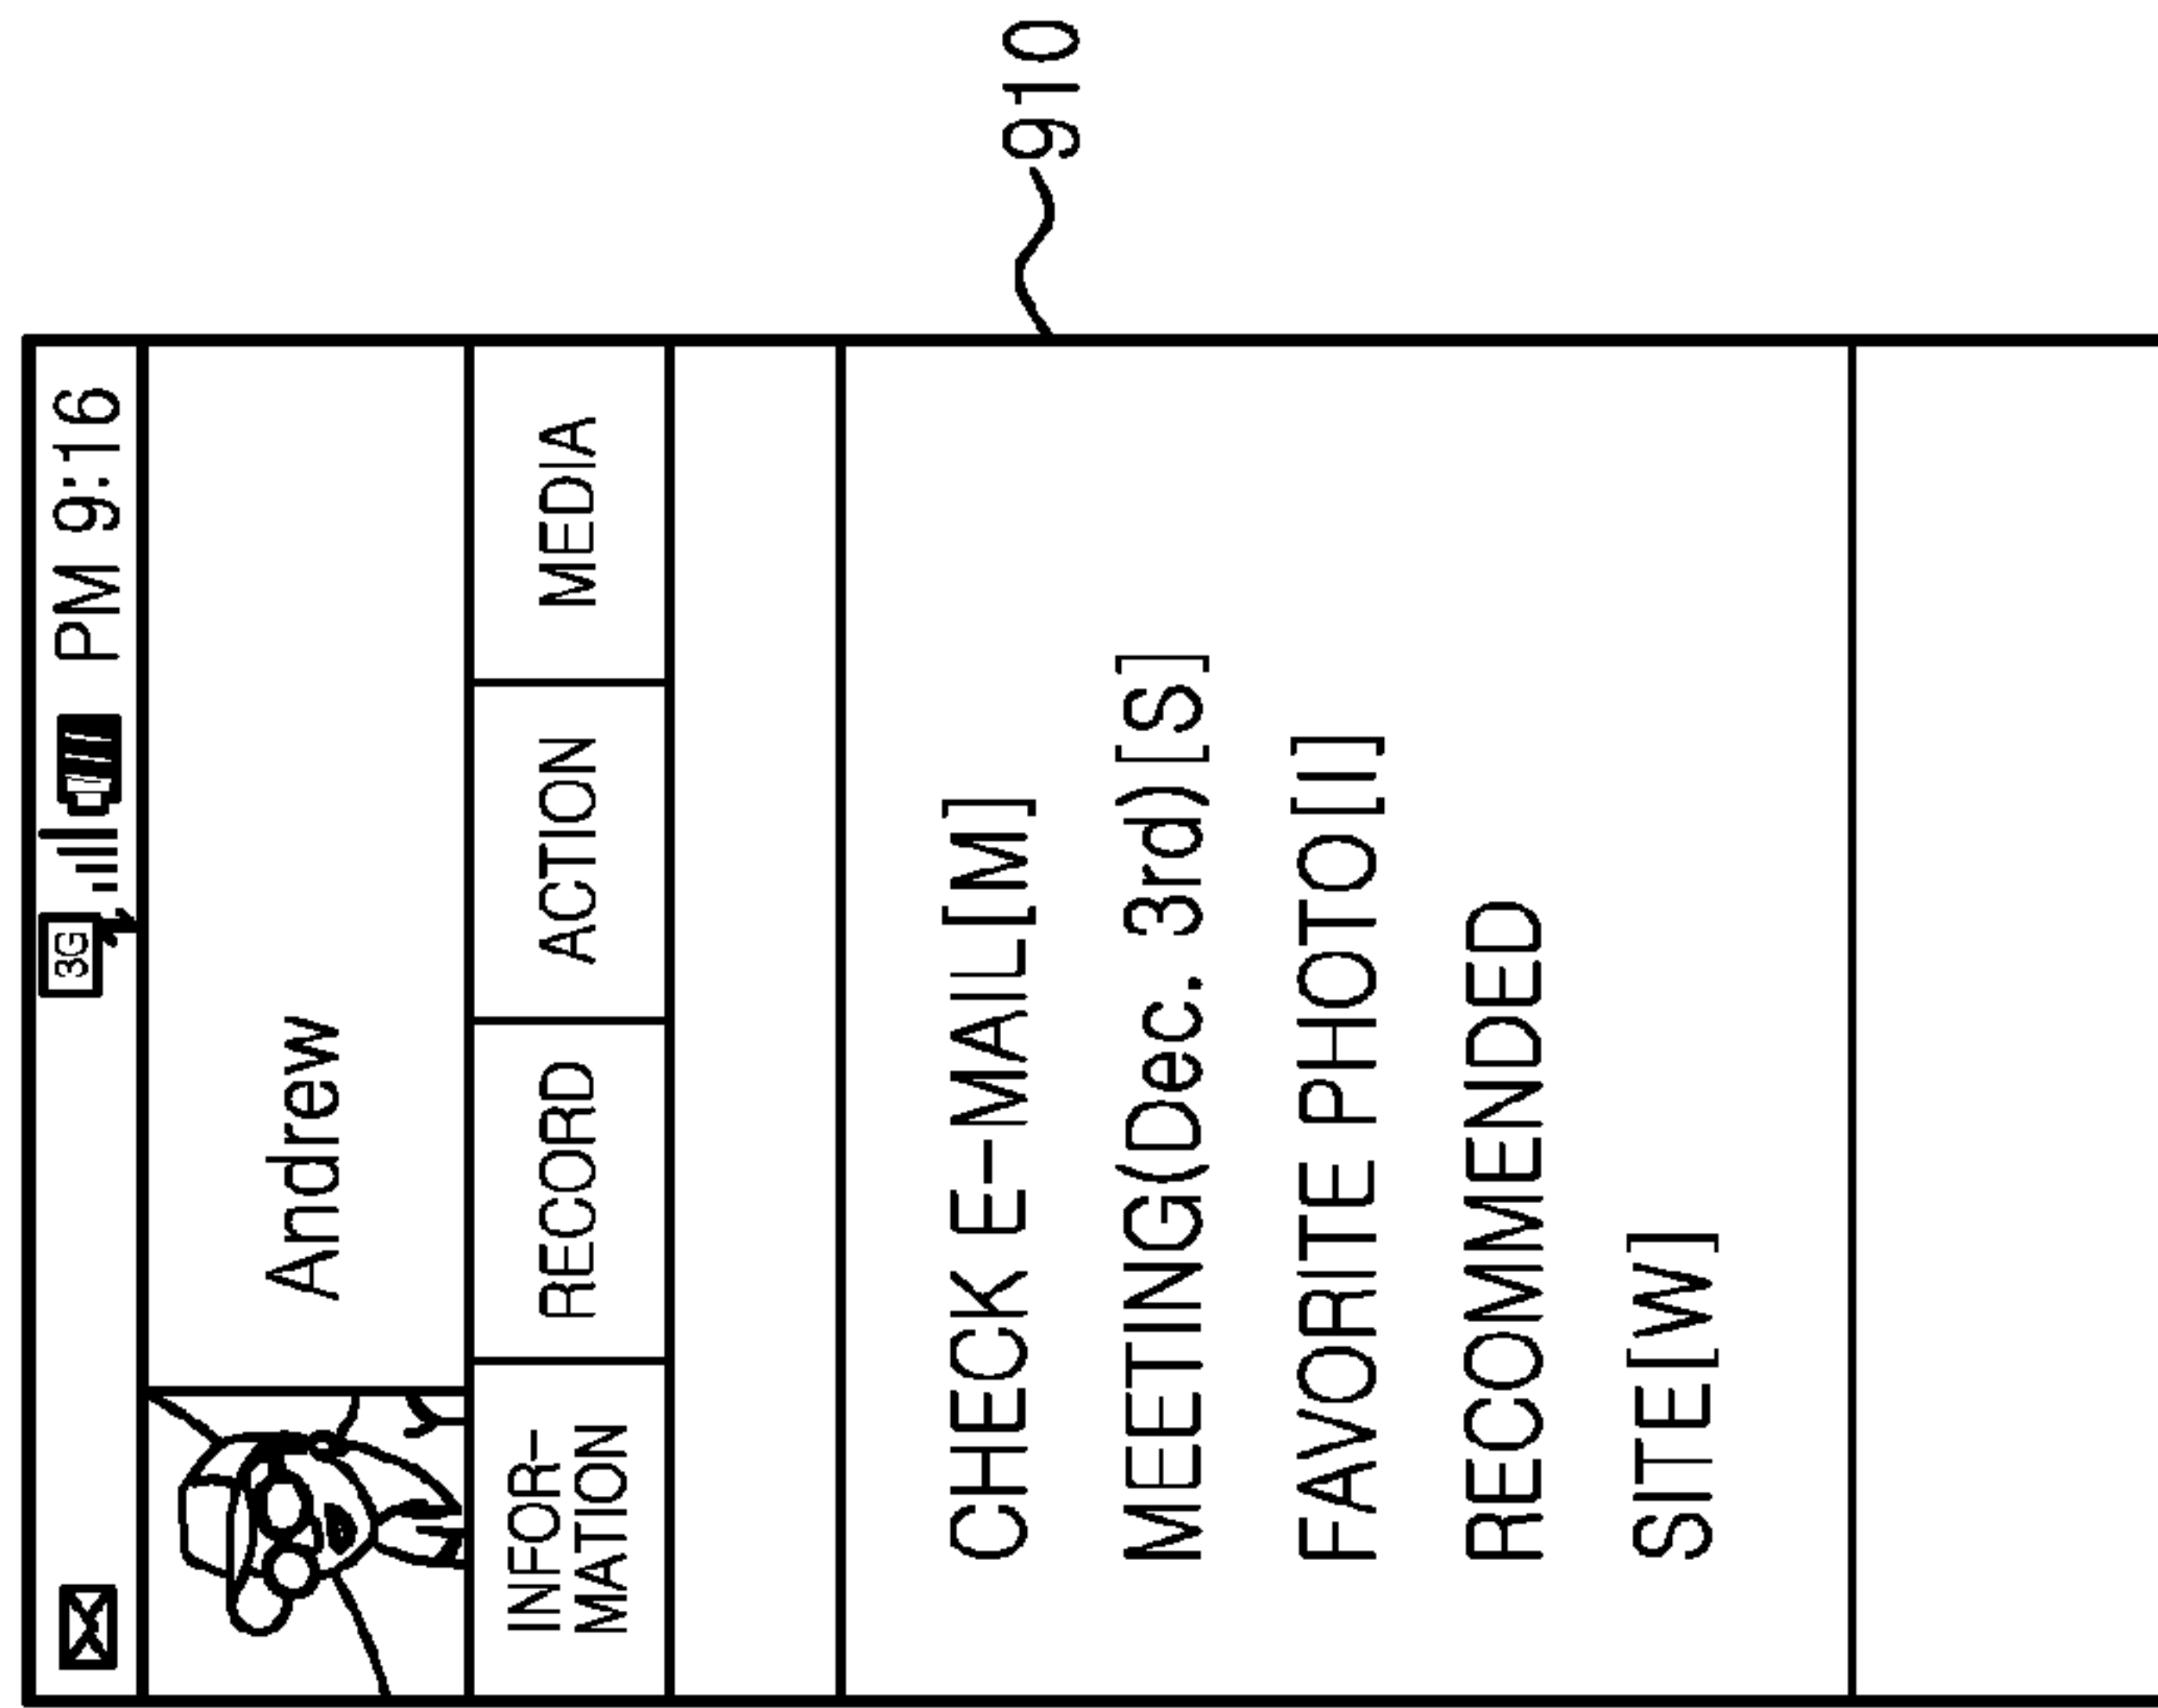 3G PM 9:16
Andrew
INFOR-
MATION
RECORD
ACTION
MEDIA
CHECK E-MAIL[M]
MEETING(Dec. 3rd)[S]
FAVORITE PHOTO[I]
RECOMMENDED
SITE[W]
910